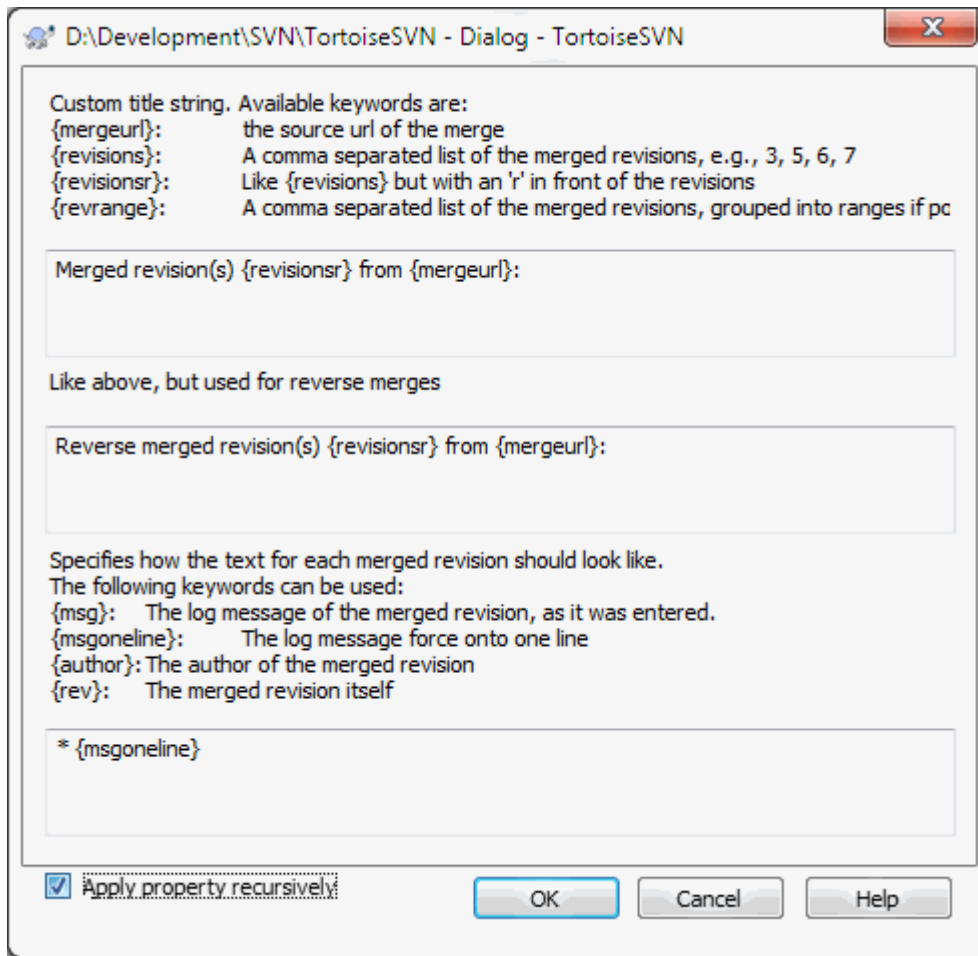 D:\Development\SVN\TortoiseSVN - Dialog - TortoiseSVN
Custom title string. Available keywords are:
{mergeurl}: the source url of the merge
{revisions}: A comma separated list of the merged revisions, e.g., 3, 5, 6, 7
{revisionsr}: Like {revisions} but with an 'r' in front of the revisions
{revrange}: A comma separated list of the merged revisions, grouped into ranges if po
Merged revision(s) {revisionsr} from {mergeurl}:
Like above, but used for reverse merges
Reverse merged revision(s) {revisionsr} from {mergeurl}:
Specifies how the text for each merged revision should look like.
The following keywords can be used:
{msg}: The log message of the merged revision, as it was entered.
{msgoneline}: The log message force onto one line
{author}: The author of the merged revision
{rev}: The merged revision itself
* {msgoneline}
Apply property recursively
OK Cancel Help